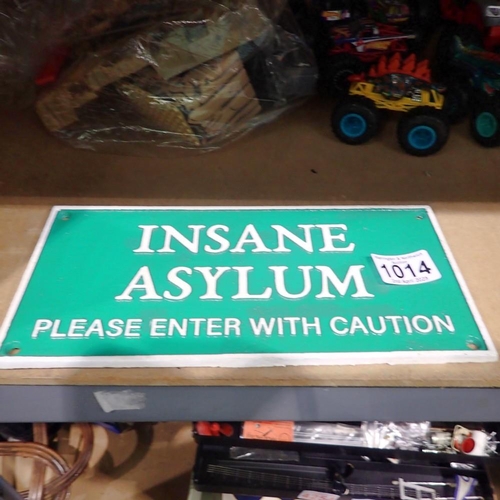 INSANE
ASYLUM
1014
PLEASE ENTER WITH CAUTION